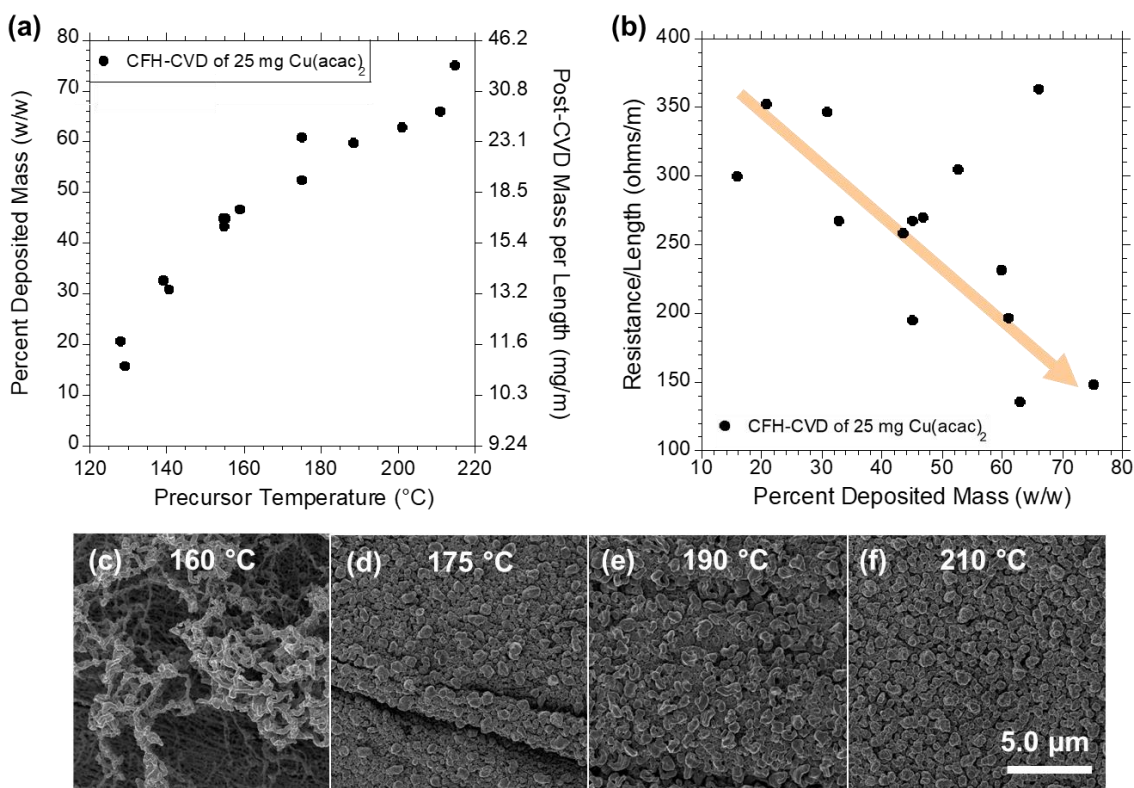 (a)
80
70
60
50
40
30
20
10
0
Percent Deposited Mass (w/w)
CFH-CVD of 25 mg Cu(acac)₂
46.2
30.8
23.1
18.5
15.4
13.2
11.6
10.3
9.24
Post-CVD Mass per Length (mg/m)
120 140 160 180 200 220
Precursor Temperature (°C)
(b)
400
350
300
250
200
150
100
Resistance/Length (ohms/m)
CFH-CVD of 25 mg Cu(acac)₂
10 20 30 40 50 60 70 80
Percent Deposited Mass (w/w)
(c) 160 °C
(d) 175 °C
(e) 190 °C
(f) 210 °C
5.0 µm